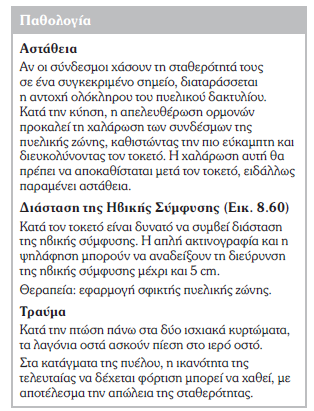 Παθολογία
Αστάθεια
Αν οι σύνδεσμοι χάσουν τη σταθερότητά τους
σε ένα συγκεκριμένο σημείο, διαταράσσεται
η αντοχή ολόκληρου του πυελικού δακτυλίου.
Κατά την κύηση, η απελευθέρωση ορμονών
προκαλεί τη χαλάρωση των συνδέσμων της
πυελικής ζώνης, καθιστώντας την πιο εύκαμπτη και
διευκολύνοντας τον τοκετό. Η χαλάρωση αυτή θα
πρέπει να αποκαθίσταται μετά τον τοκετό, ειδάλλως
παραμένει αστάθεια.
Διάσταση της Ηβικής Σύμφυσης (Εικ. 8.60)
Κατά τον τοκετό είναι δυνατό να συμβεί διάσταση
της ηβικής σύμφυσης. Η απλή ακτινογραφία και η
ψηλάφηση μπορούν να αναδείξουν τη διεύρυνση
της ηβικής σύμφυσης μέχρι και 5 cm.
Θεραπεία: εφαρμογή σφικτής πυελικής ζώνης.
Τραύμα
Κατά την πτώση πάνω στα δύο ισχιακά κυρτώματα,
τα λαγόνια οστά ασκούν πίεση στο ιερό οστό.
Στα κατάγματα της πυέλου, η ικανότητα της
τελευταίας να δέχεται φόρτιση μπορεί να χαθεί, με
αποτέλεσμα την απώλεια της σταθερότητας.